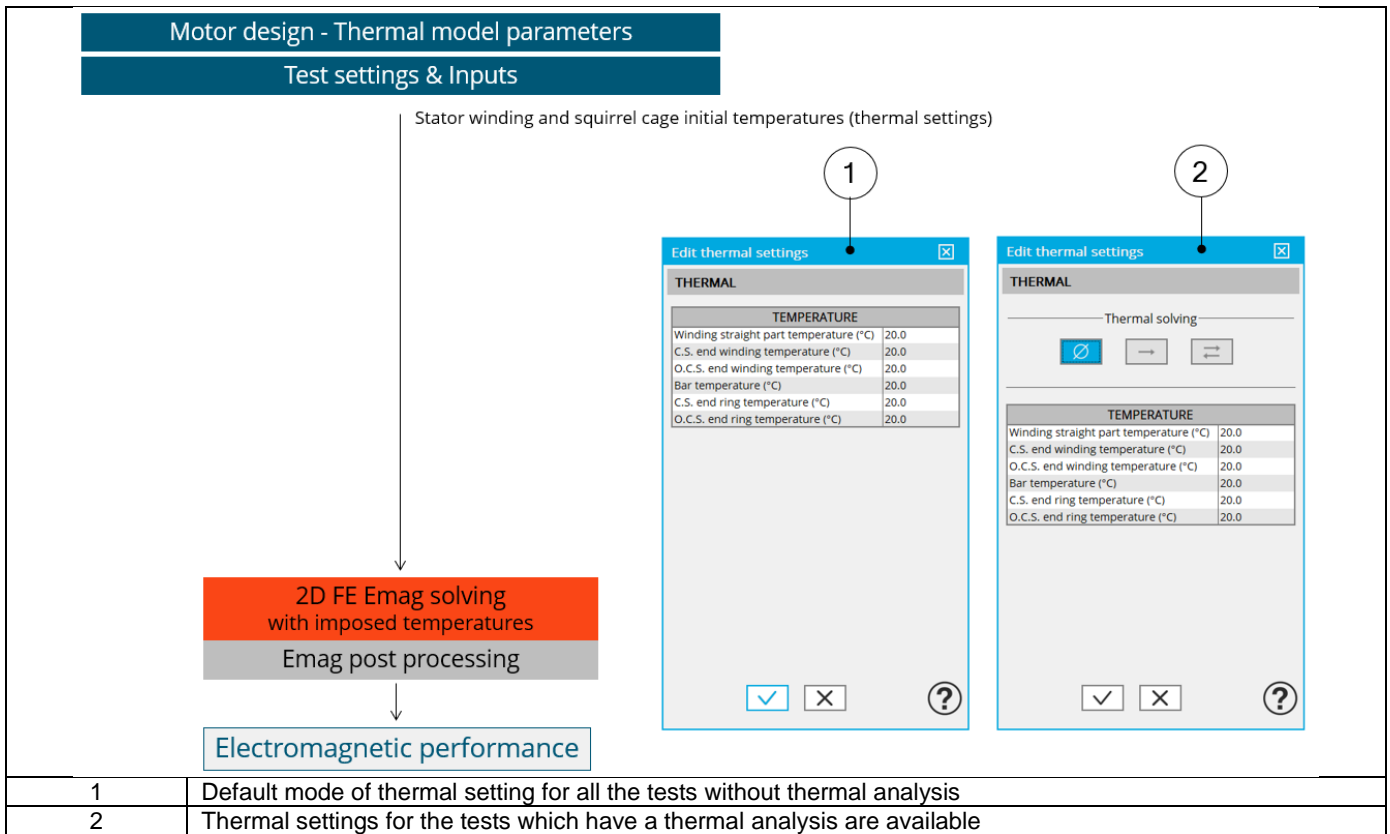 Motor design - Thermal model parameters
Test settings & Inputs
Stator winding and squirrel cage initial temperatures (thermal settings)
1
2
Edit thermal settings
THERMAL
TEMPERATURE
Winding straight part temperature (°C) 20.0
C.S. end winding temperature (°C) 20.0
O.C.S. end winding temperature (°C) 20.0
Bar temperature (°C) 20.0
C.S. end ring temperature (°C) 20.0
O.C.S. end ring temperature (°C) 20.0
?
Edit thermal settings
THERMAL
Thermal solving
TEMPERATURE
Winding straight part temperature (°C) 20.0
C.S. end winding temperature (°C) 20.0
O.C.S. end winding temperature (°C) 20.0
Bar temperature (°C) 20.0
C.S. end ring temperature (°C) 20.0
O.C.S. end ring temperature (°C) 20.0
?
2D FE Emag solving
with imposed temperatures
Emag post processing
Electromagnetic performance
1 Default mode of thermal setting for all the tests without thermal analysis
2 Thermal settings for the tests which have a thermal analysis are available